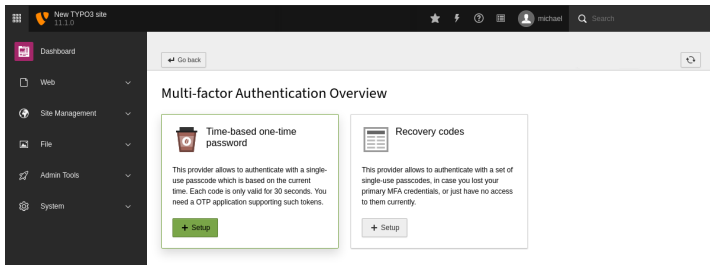 New TYPO3 site
11.1.0
michael
Search
Dashboard
Web
Site Management
File
Admin Tools
System
Go back
Multi-factor Authentication Overview
Time-based one-time
password
This provider allows to authenticate with a single-
use passcode which is based on the current
time. Each code is only valid for 30 seconds. You
need a OTP application supporting such tokens.
+ Setup
Recovery codes
This provider allows to authenticate with a set of
single-use passcodes, in case you lost your
primary MFA credentials, or just have no access
to them currently.
+ Setup